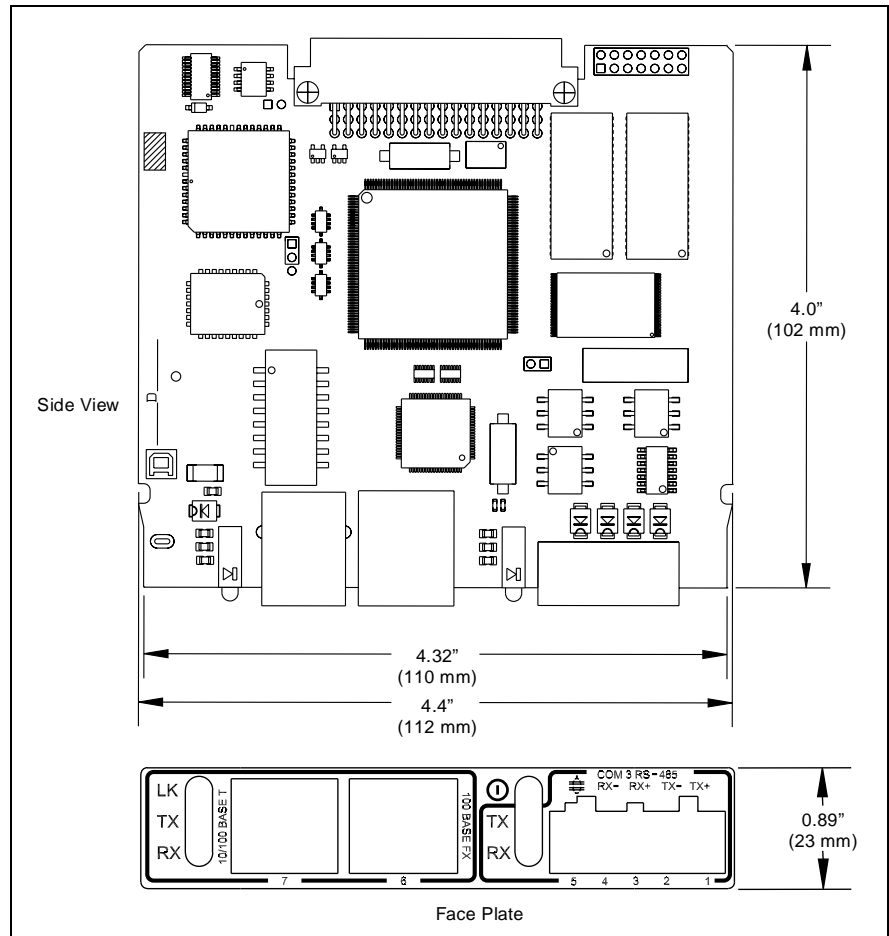 4.0”
(102 mm)
Side View
4.32”
(110 mm)
4.4”
(112 mm)
LK
TX
RX
10/100 BASE T
7
6
100 BASE FX
TX
RX
COM 3 RS-485
RX- RX+ TX- TX+
5 4 3 2 1
0.89”
(23 mm)
Face Plate